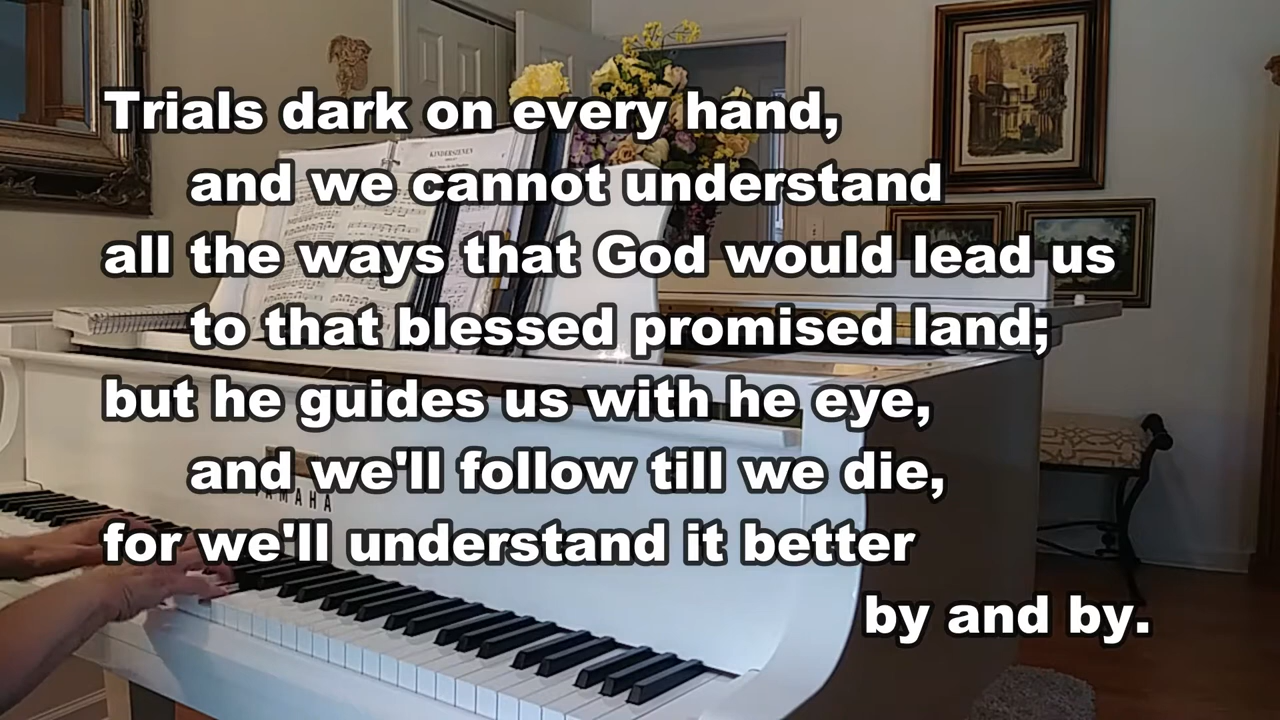 Trials dark on every hand,
and we cannot understand
all the ways that God would lead us
to that blessed promised land;
but he guides us with he eye,
and we'll follow till we die,
for we'll understand it better
by and by.
KINDERSZENEN
YAMAHA